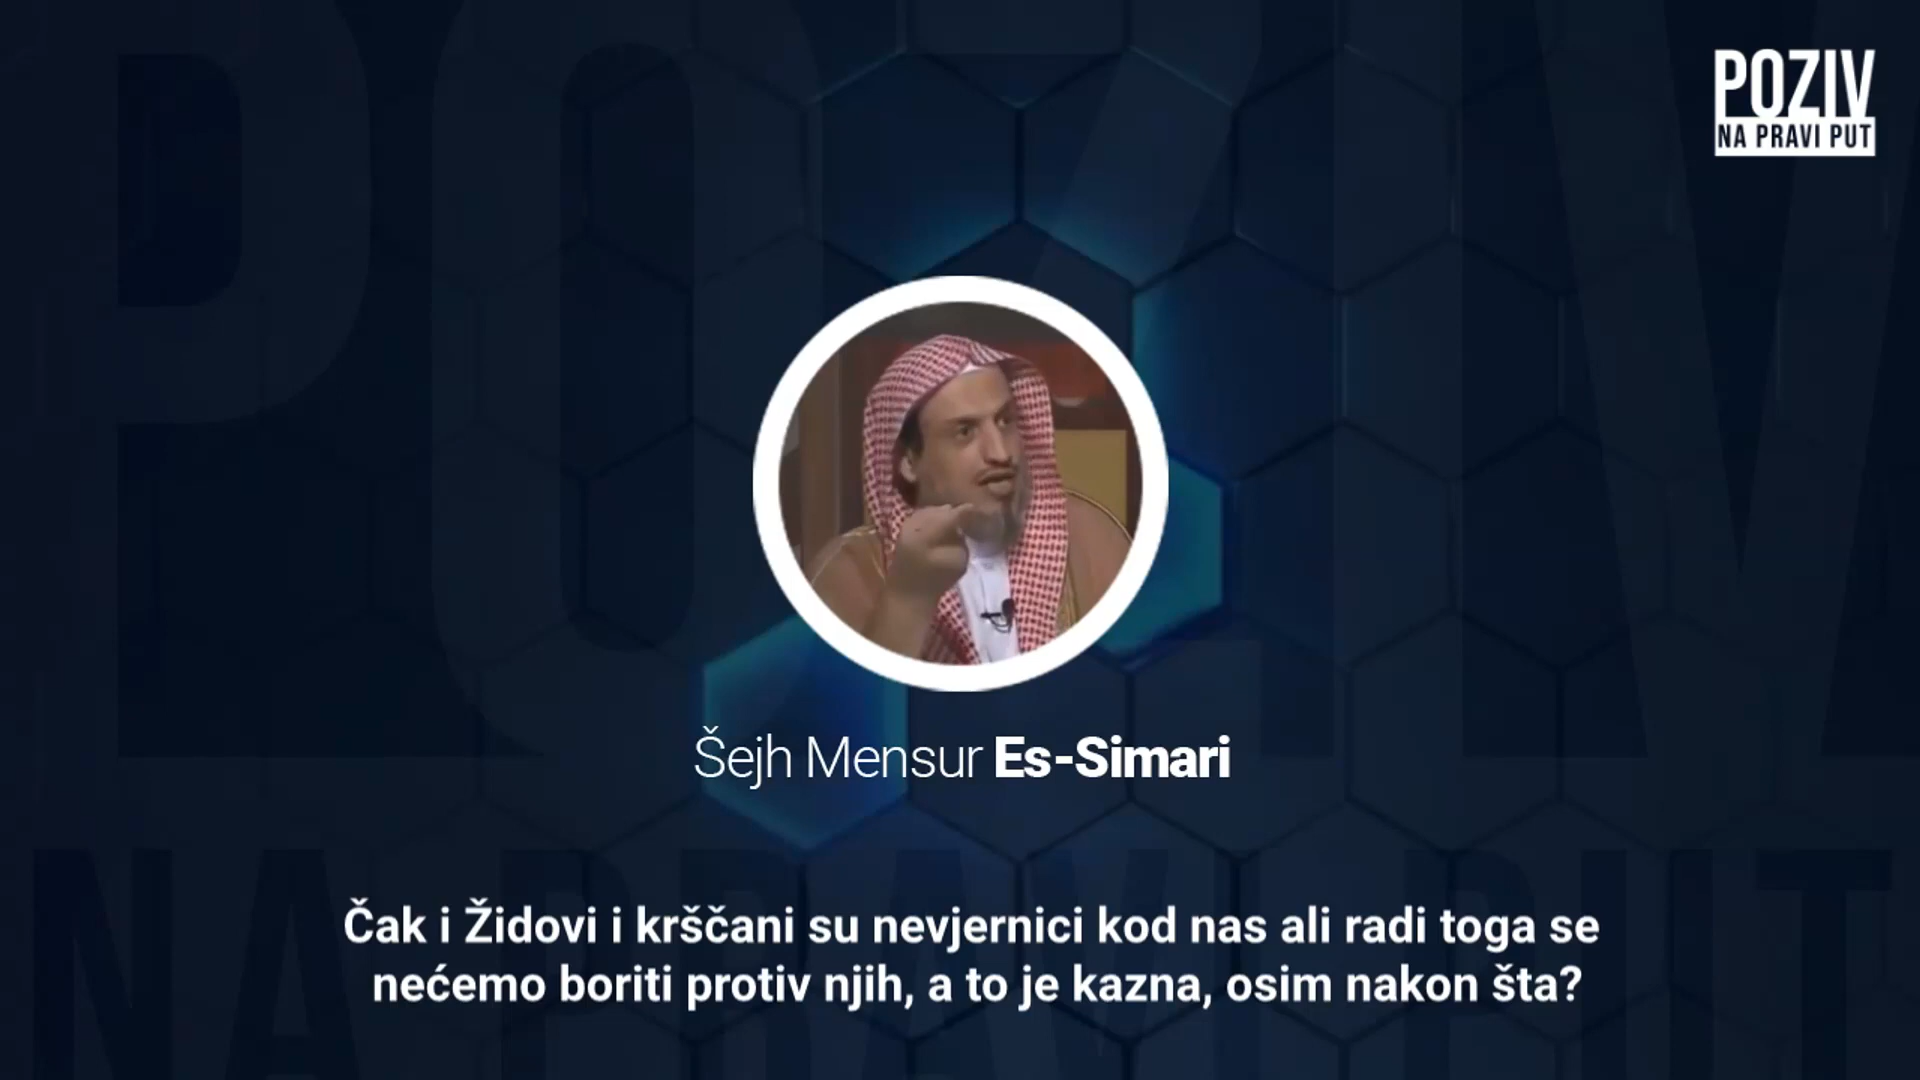 POZIV
NA PRAVI PUT
Šejh Mensur Es-Simari
Čak i Židovi i krščani su nevjernici kod nas ali radi toga se
nećemo boriti protiv njih, a to je kazna, osim nakon šta?